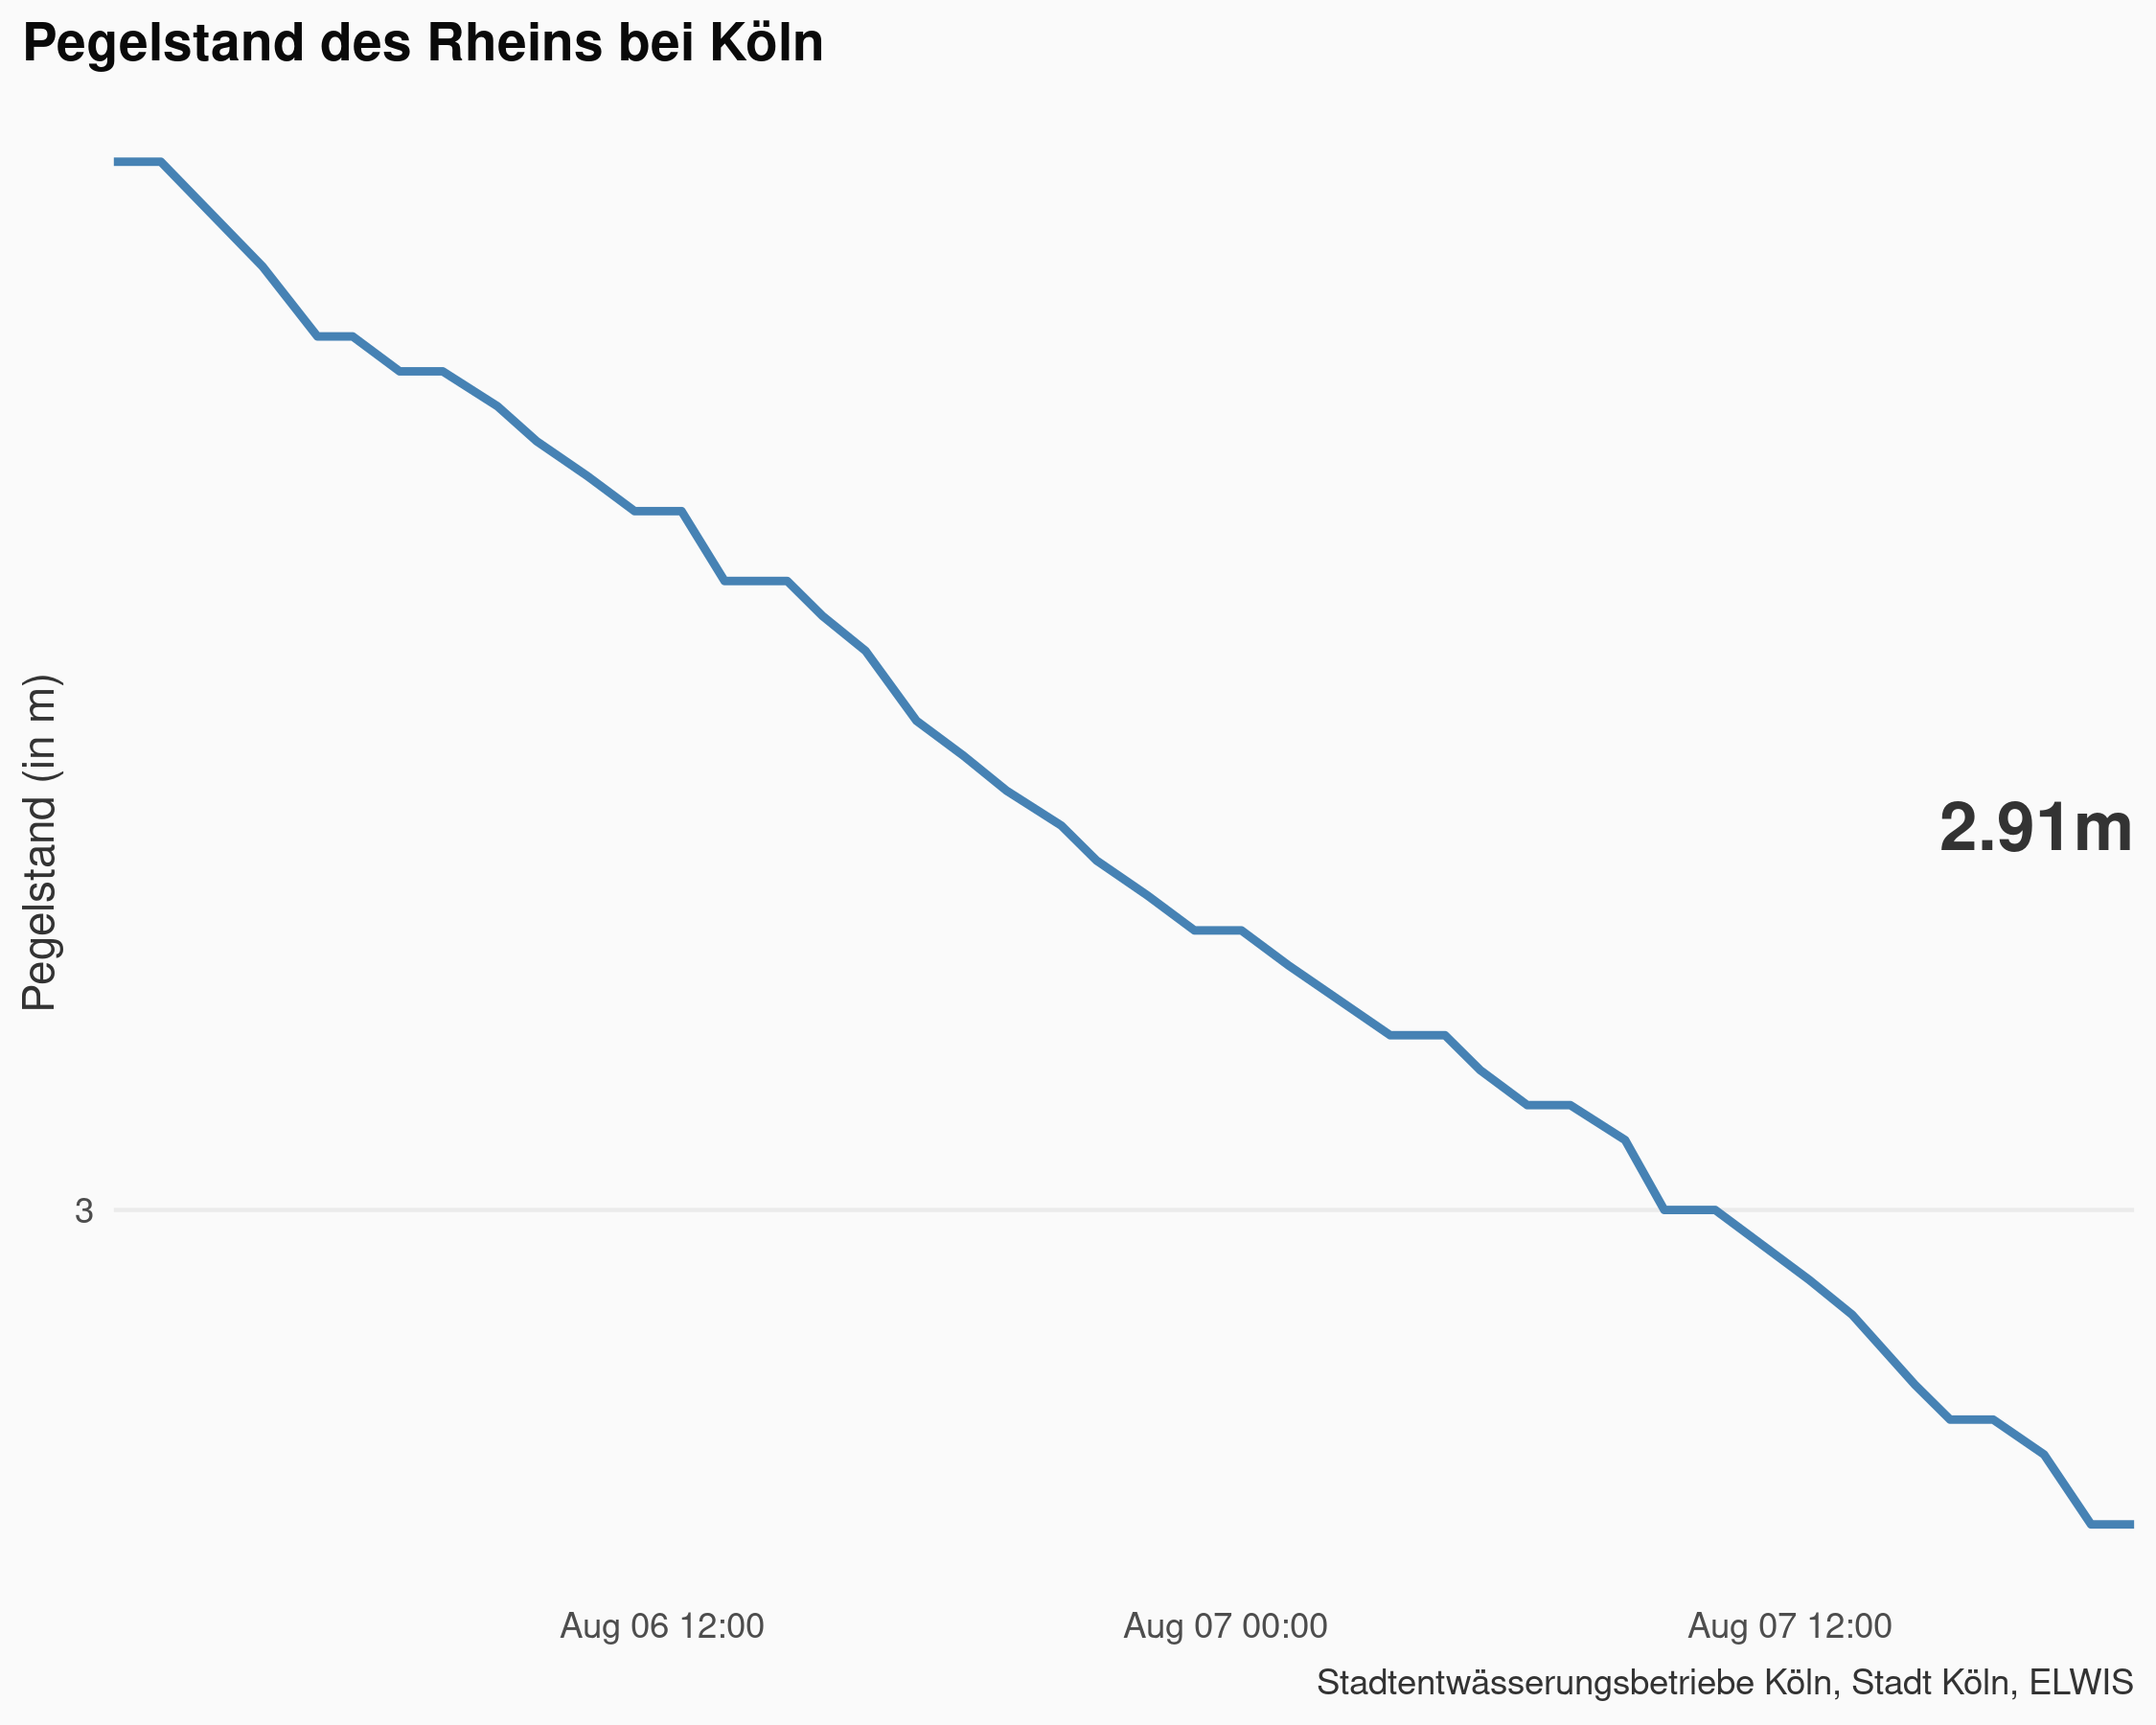 Pegelstand des Rheins bei Köln
Pegelstand (in m)
2.91m
3
Aug 06 12:00
Aug 07 00:00
Aug 07 12:00
Stadtentwässerungsbetriebe Köln, Stadt Köln, ELWIS